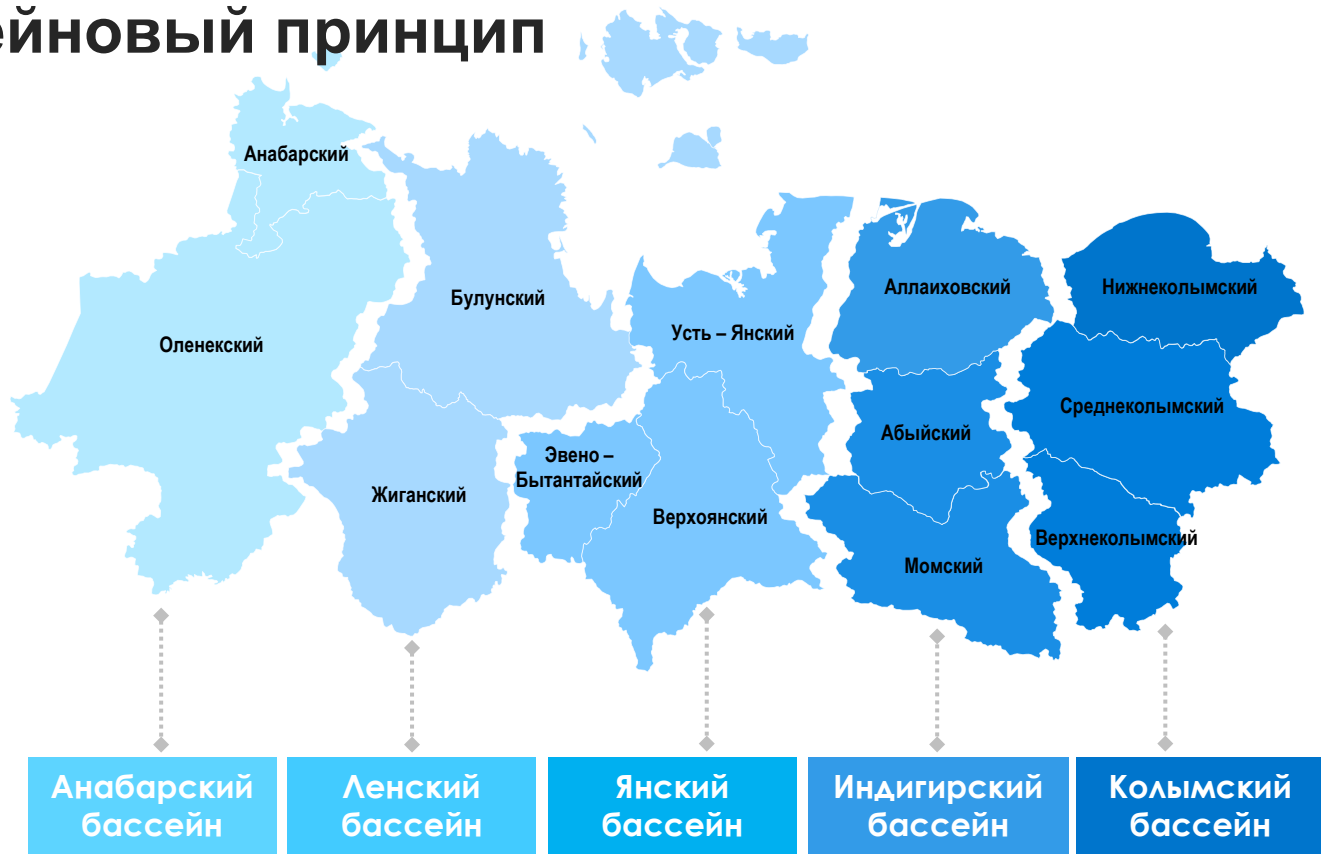 ейновый принцип
Анабарский
Булунский
Аллаиховский
Нижнеколымский
Усть – Янский
Оленекский
Среднеколымский
Абыйский
Эвено –
Бытантайский
Жиганский
Верхоянский
Верхнеколымский
Момский
Анабарский
бассейн
Ленский
бассейн
Янский
бассейн
Индигирский
бассейн
Колымский
бассейн